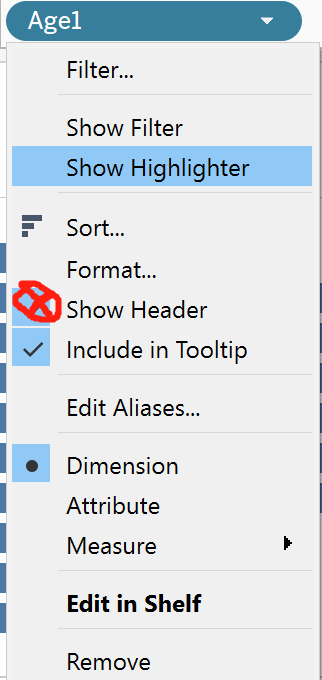 Age1
Filter...
Show Filter
Show Highlighter
Sort...
Format...
Show Header
Include in Tooltip
Edit Aliases...
Dimension
Attribute
Measure
Edit in Shelf
Remove